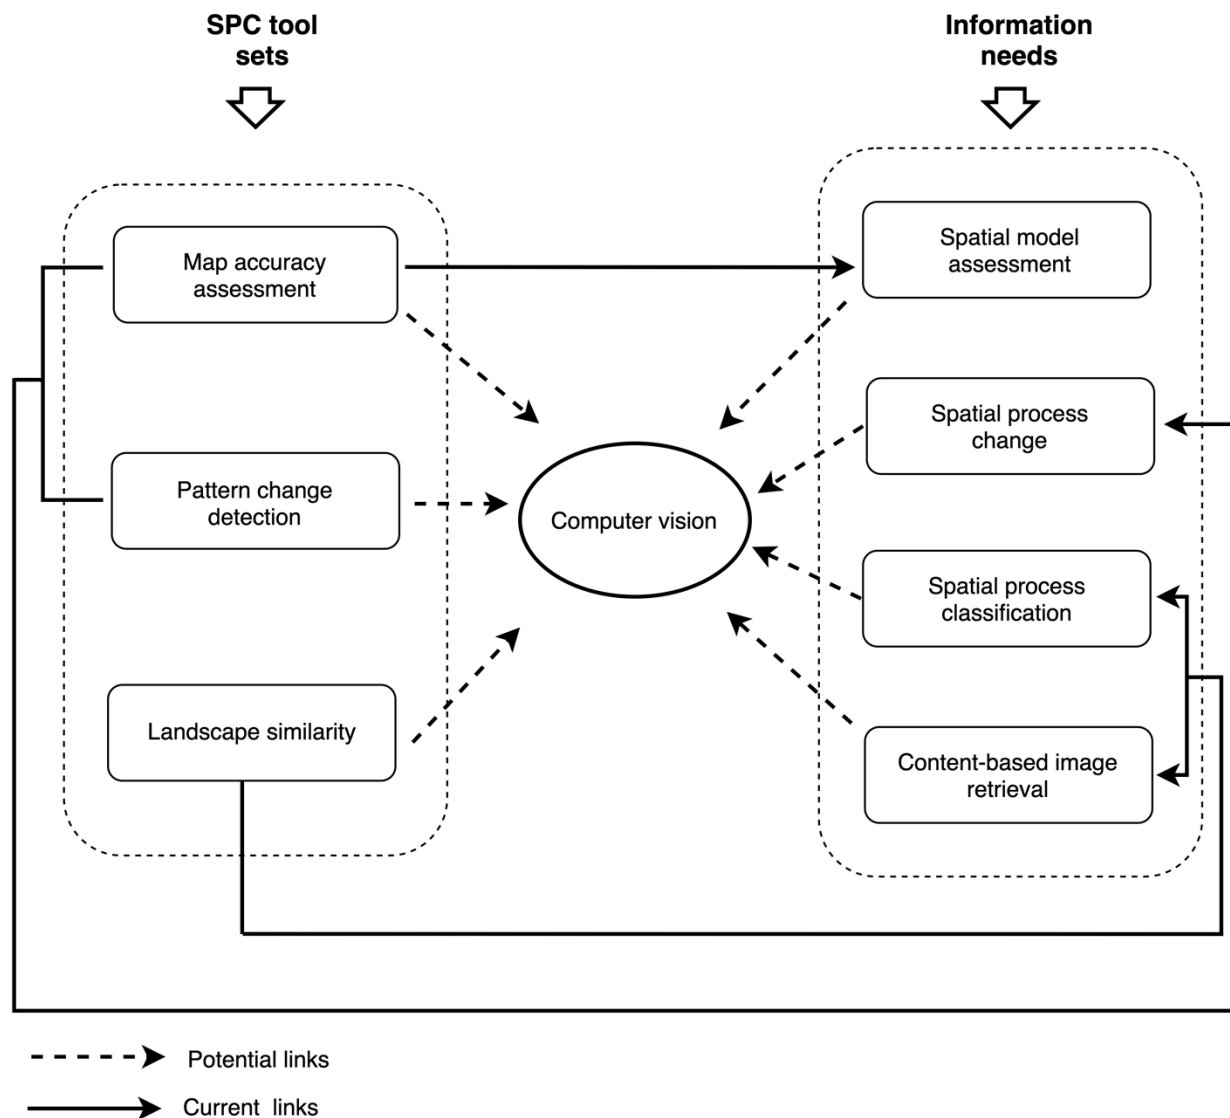 SPC tool
sets
Information
needs
Map accuracy
assessment
Pattern change
detection
Landscape similarity
Computer vision
Spatial model
assessment
Spatial process
change
Spatial process
classification
Content-based image
retrieval
Potential links
Current links